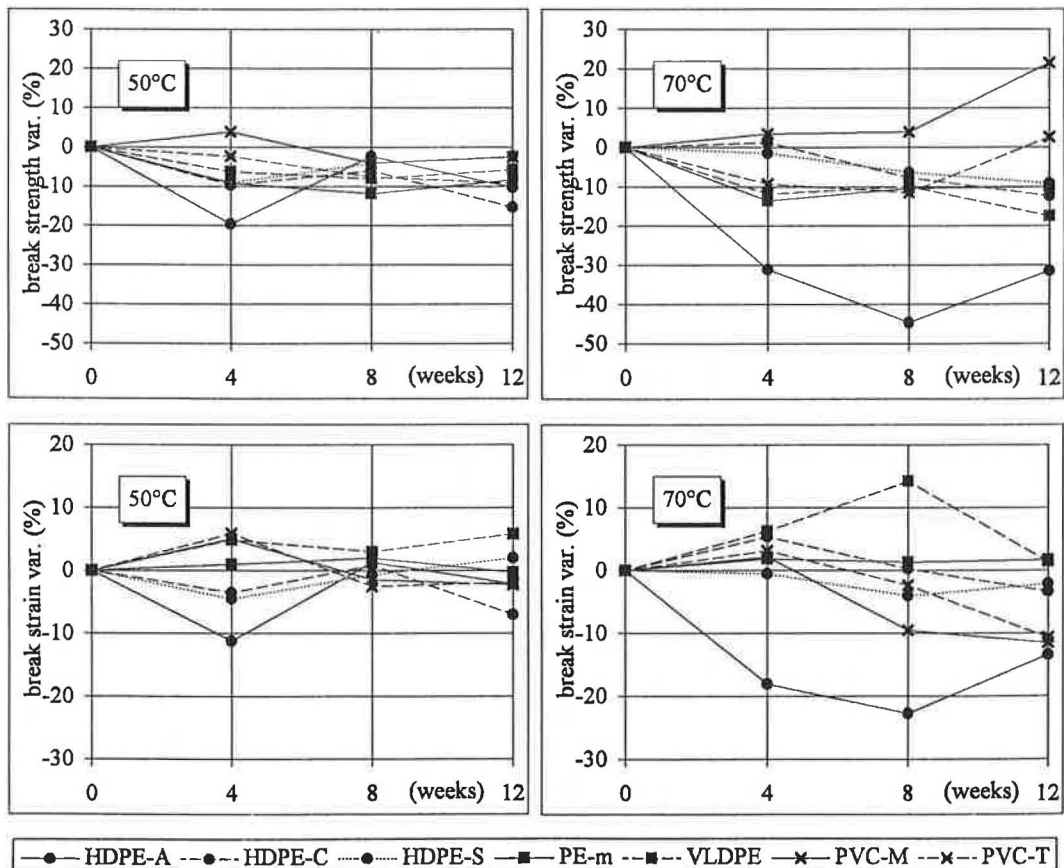 break strength var. (%)
30
20
10
0
-10
-20
-30
-40
-50
50°C
0 4 8 (weeks) 12
break strength var. (%)
30
20
10
0
-10
-20
-30
-40
-50
70°C
0 4 8 (weeks) 12
break strain var. (%)
20
10
0
-10
-20
-30
50°C
0 4 8 (weeks) 12
break strain var. (%)
20
10
0
-10
-20
-30
70°C
0 4 8 (weeks) 12
HDPE-A HDPE-C HDPE-S PE-m VLDPE PVC-M PVC-T